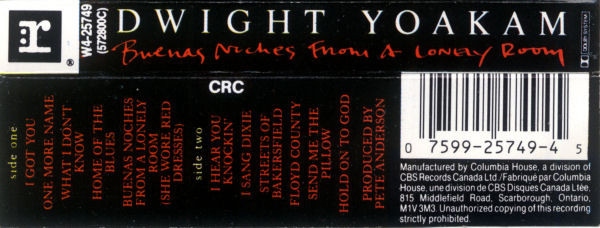 r
®
W4-25749
(572800C)
DWIGHT YOAKAM
Buenas Noches From A Lonely Room
DOLBY SYSTEM
side one
I GOT YOU
ONE MORE NAME
WHAT I DON'T
KNOW
HOME OF THE
BLUES
BUENAS NOCHES
FROM A LONELY
ROOM
(SHE WORE RED
DRESSES)
CRC
side two
I HEAR YOU
KNOCKIN'
I SANG DIXIE
STREETS OF
BAKERSFIELD
FLOYD COUNTY
SEND ME THE
PILLOW
HOLD ON TO GOD
PRODUCED BY
PETE ANDERSON
0 7599-25749-4 5
Manufactured by Columbia House, a division of
CBS Records Canada Ltd./Fabriqué par Columbia
House, une division de CBS Disques Canada Ltée,
815 Middlefield Road, Scarborough, Ontario,
M1V 3M3. Unauthorized copying of this recording
strictly prohibited.